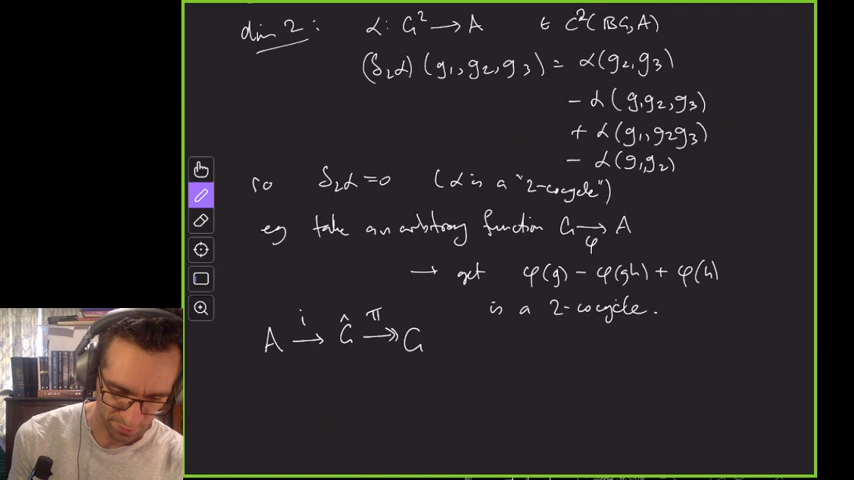 dim 2: α: G² → A ∈ C²(BG, A)
(δ₂α)(g₁, g₂, g₃) = α(g₂, g₃)
− α(g₁g₂, g₃)
+ α(g₁, g₂g₃)
− α(g₁, g₂)
so δ₂α = 0 (α is a "2-cocycle")
eg take an arbitrary function G →φ A
→ get φ(g) − φ(gh) + φ(h)
is a 2-cocycle.
A →i Ĝ ↠π G